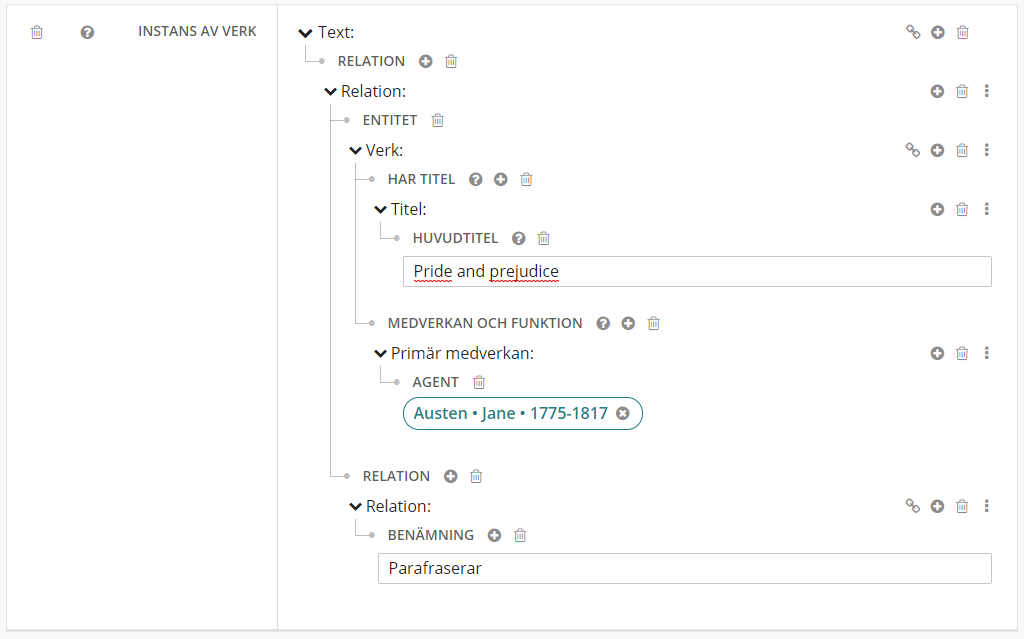 INSTANS AV VERK
Text:
RELATION
Relation:
ENTITET
Verk:
HAR TITEL
Titel:
HUVUDTITEL
Pride and prejudice
MEDVERKAN OCH FUNKTION
Primär medverkan:
AGENT
Austen • Jane • 1775-1817
RELATION
Relation:
BENÄMNING
Parafraserar